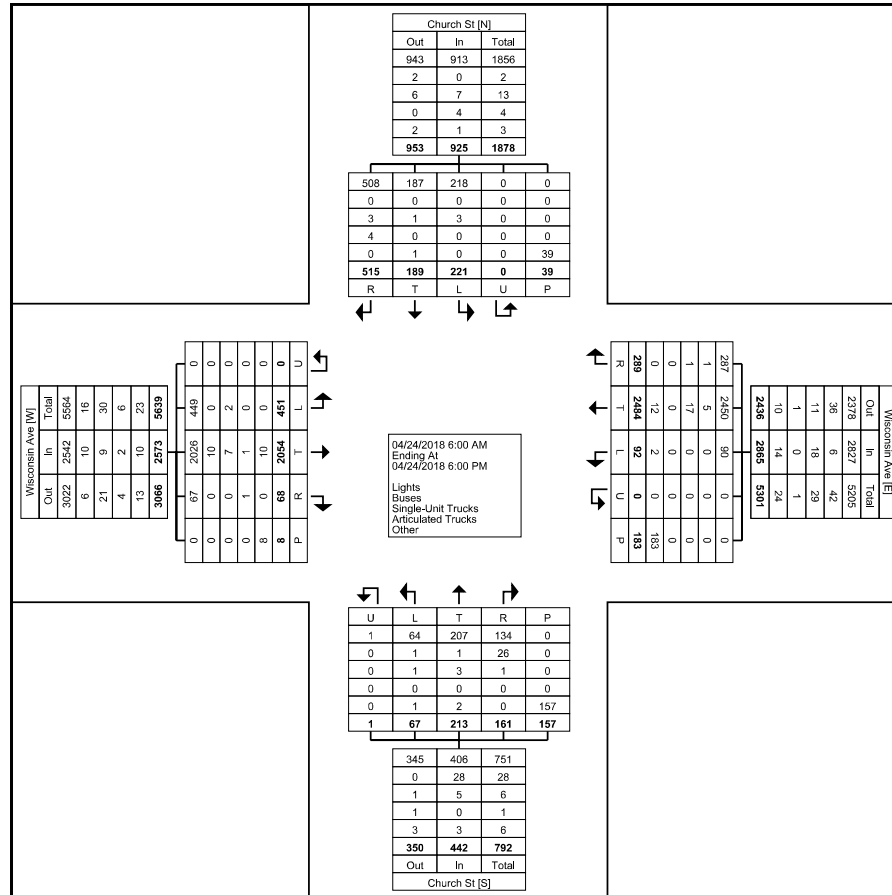 Church St [N]
Out In Total
943 913 1856
2 0 2
6 7 13
0 4 4
2 1 3
953 925 1878
508 187 218 0 0
0 0 0 0 0
3 1 3 0 0
4 0 0 0 0
0 1 0 0 39
515 189 221 0 39
R T L U P
Wisconsin Ave [E]
Out In Total
2378 2827 5205
36 6 42
11 18 29
1 0 1
10 14 24
2436 2865 5301
287 2450 90 0 0
1 5 0 0 0
1 17 0 0 0
0 0 0 0 0
0 12 2 0 183
289 2484 92 0 183
R T L U P
04/24/2018 6:00 AM
Ending At
04/24/2018 6:00 PM
Lights
Buses
Single-Unit Trucks
Articulated Trucks
Other
U L T R P
0 451 2054 68 8
0 0 10 0 8
0 0 1 1 0
0 2 7 0 0
0 0 10 0 0
0 449 2026 67 0
5639 2573 3066
23 10 13
6 2 4
30 9 21
16 10 6
5564 2542 3022
Total In Out
Wisconsin Ave [W]
U L T R P
1 64 207 134 0
0 1 1 26 0
0 1 3 1 0
0 0 0 0 0
0 1 2 0 157
1 67 213 161 157
345 406 751
0 28 28
1 5 6
1 0 1
3 3 6
350 442 792
Out In Total
Church St [S]